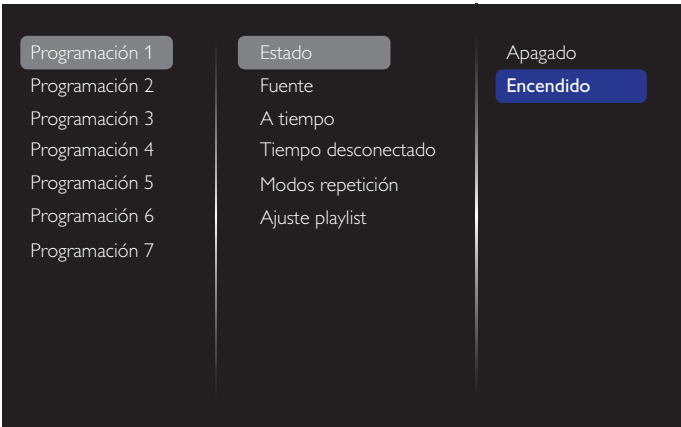 Programación 1
Programación 2
Programación 3
Programación 4
Programación 5
Programación 6
Programación 7
Estado
Fuente
A tiempo
Tiempo desconectado
Modos repetición
Ajuste playlist
Apagado
Encendido